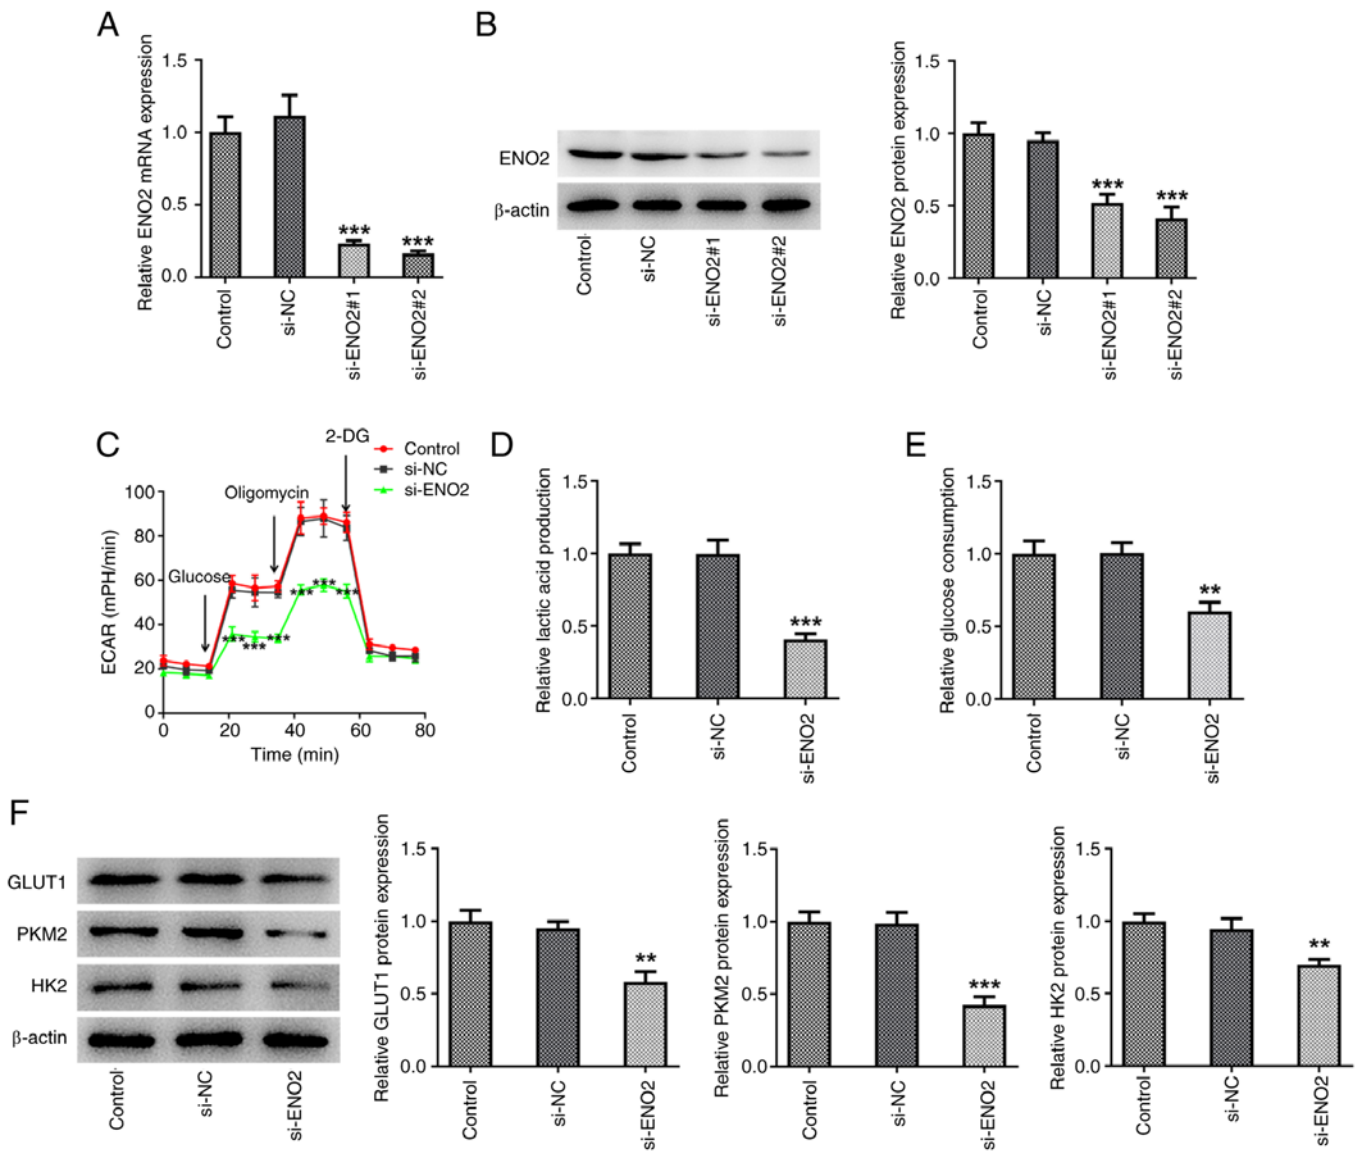 A
Relative ENO2 mRNA expression
1.5
1.0
0.5
0.0
***
***
Control
si-NC
si-ENO2#1
si-ENO2#2
B
ENO2
β-actin
Control
si-NC
si-ENO2#1
si-ENO2#2
Relative ENO2 protein expression
1.5
1.0
0.5
0.0
***
***
Control
si-NC
si-ENO2#1
si-ENO2#2
C
2-DG
Control
si-NC
si-ENO2
Oligomycin
Glucose
ECAR (mPH/min)
100
80
60
40
20
0
***
***
***
***
***
***
0
20
40
60
80
Time (min)
D
Relative lactic acid production
1.5
1.0
0.5
0.0
***
Control
si-NC
si-ENO2
E
Relative glucose consumption
1.5
1.0
0.5
0.0
**
Control
si-NC
si-ENO2
F
GLUT1
PKM2
HK2
β-actin
Control
si-NC
si-ENO2
Relative GLUT1 protein expression
1.5
1.0
0.5
0.0
**
Control
si-NC
si-ENO2
Relative PKM2 protein expression
1.5
1.0
0.5
0.0
***
Control
si-NC
si-ENO2
Relative HK2 protein expression
1.5
1.0
0.5
0.0
**
Control
si-NC
si-ENO2